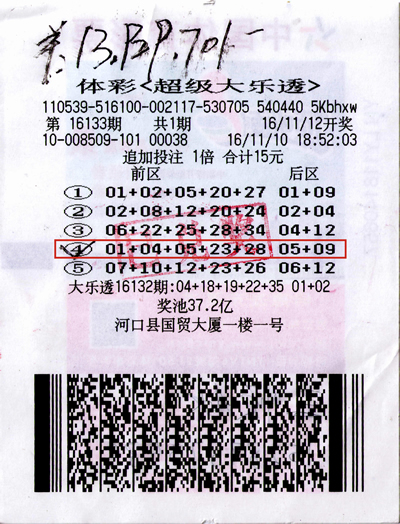 13,
体彩<超级大乐透>
110539-516100-002117-530705 540440 5Kbhxw
第 16133期 共1期 16/11/12开奖
10-008509-101 00038 16/11/10 18:52:03
追加投注 1倍 合计15元
前区 后区
① 01+02+05+20+27 01+09
② 02+08+12+20+24 02+04
③ 06+22+25+28+34 04+12
④ 01+04+05+23+28 05+09
⑤ 07+10+12+23+26 06+12
大乐透16132期:04+18+19+22+35 01+02
奖池37.2亿
河口县国贸大厦一楼一号
已兑奖